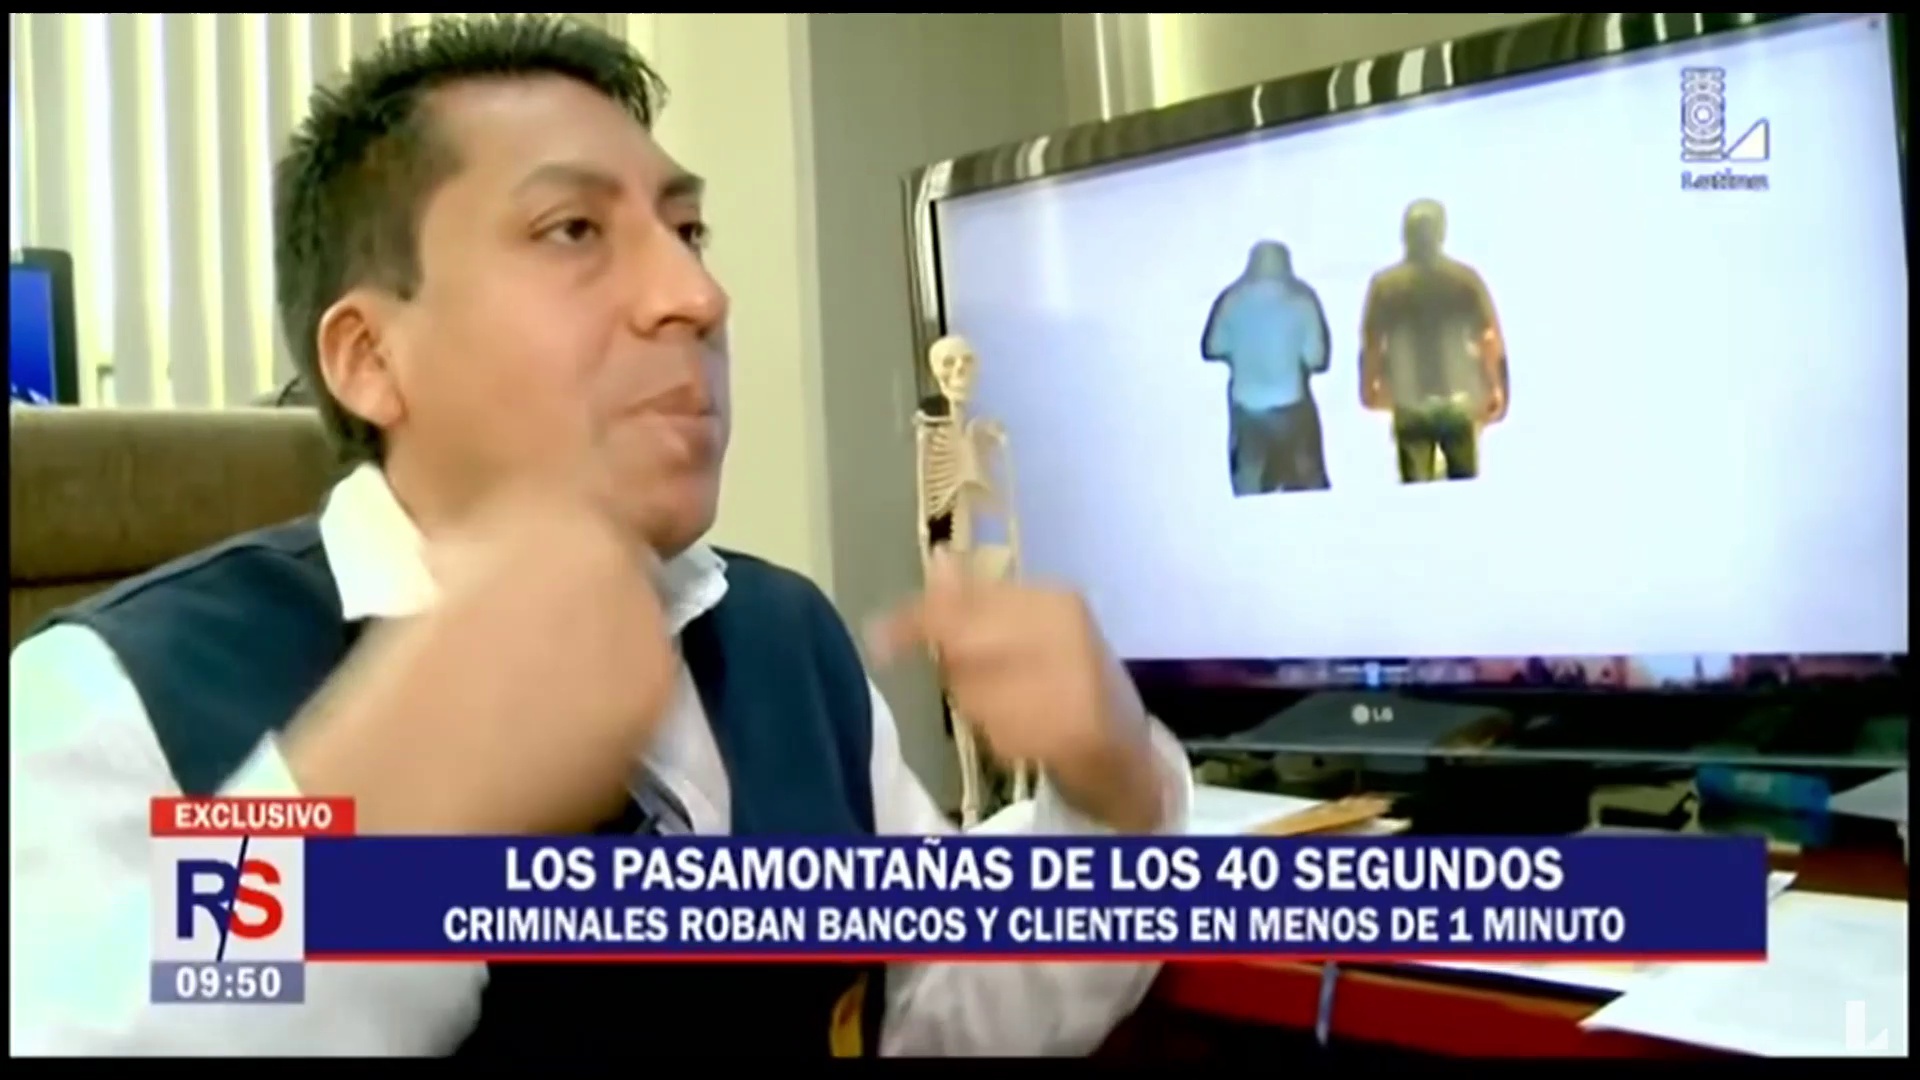 Latina
LG
EXCLUSIVO
RS
LOS PASAMONTAÑAS DE LOS 40 SEGUNDOS
CRIMINALES ROBAN BANCOS Y CLIENTES EN MENOS DE 1 MINUTO
09:50